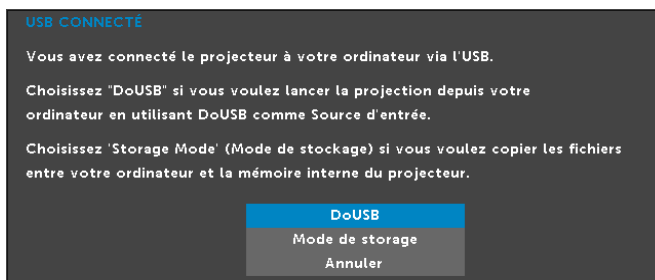 USB CONNECTÉ
Vous avez connecté le projecteur à votre ordinateur via l'USB.
Choisissez "DoUSB" si vous voulez lancer la projection depuis votre
ordinateur en utilisant DoUSB comme Source d'entrée.
Choisissez 'Storage Mode' (Mode de stockage) si vous voulez copier les fichiers
entre votre ordinateur et la mémoire interne du projecteur.
DoUSB
Mode de storage
Annuler